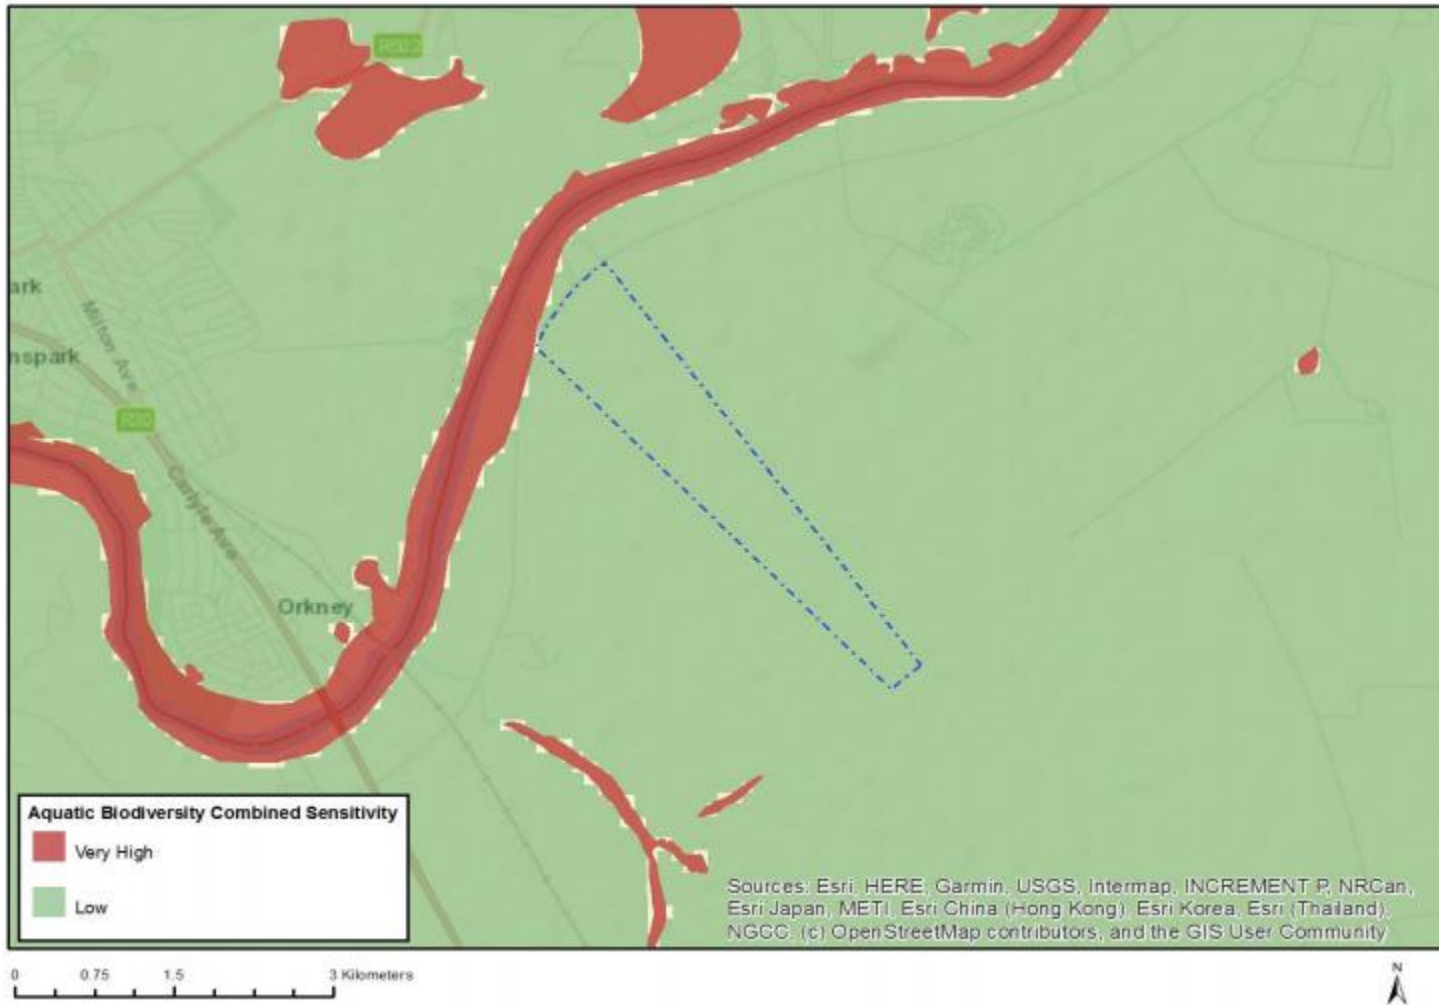 R502
ark
Milton Ave
nspark
R30
Carlyle Ave
Orkney
Aquatic Biodiversity Combined Sensitivity
Very High
Low
Sources: Esri, HERE, Garmin, USGS, Intermap, INCREMENT P, NRCan,
Esri Japan, METI, Esri China (Hong Kong), Esri Korea, Esri (Thailand),
NGCC, (c) OpenStreetMap contributors, and the GIS User Community
0 0.75 1.5 3 Kilometers
N